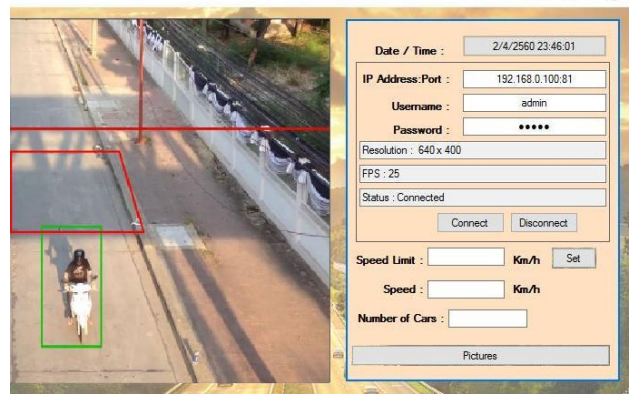 Date / Time : 2/4/2560 23:46:01
IP Address:Port : 192.168.0.100:81
Username : admin
Password : •••••
Resolution : 640 x 400
FPS : 25
Status : Connected
Connect Disconnect
Speed Limit : Km/h Set
Speed : Km/h
Number of Cars :
Pictures